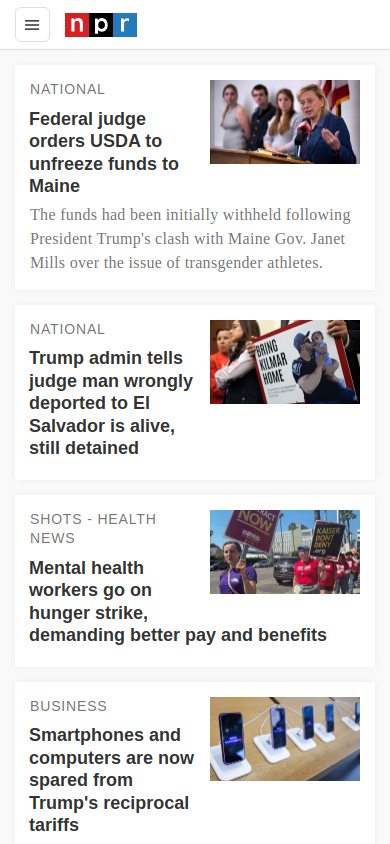 npr
NATIONAL
Federal judge
orders USDA to
unfreeze funds to
Maine
The funds had been initially withheld following
President Trump's clash with Maine Gov. Janet
Mills over the issue of transgender athletes.
NATIONAL
Trump admin tells
judge man wrongly
deported to El
Salvador is alive,
still detained
BRING
KILMAR
HOME
SHOTS - HEALTH
NEWS
Mental health
workers go on
hunger strike,
demanding better pay and benefits
NOW
KAISER
DONT
DENY
.org
BUSINESS
Smartphones and
computers are now
spared from
Trump's reciprocal
tariffs